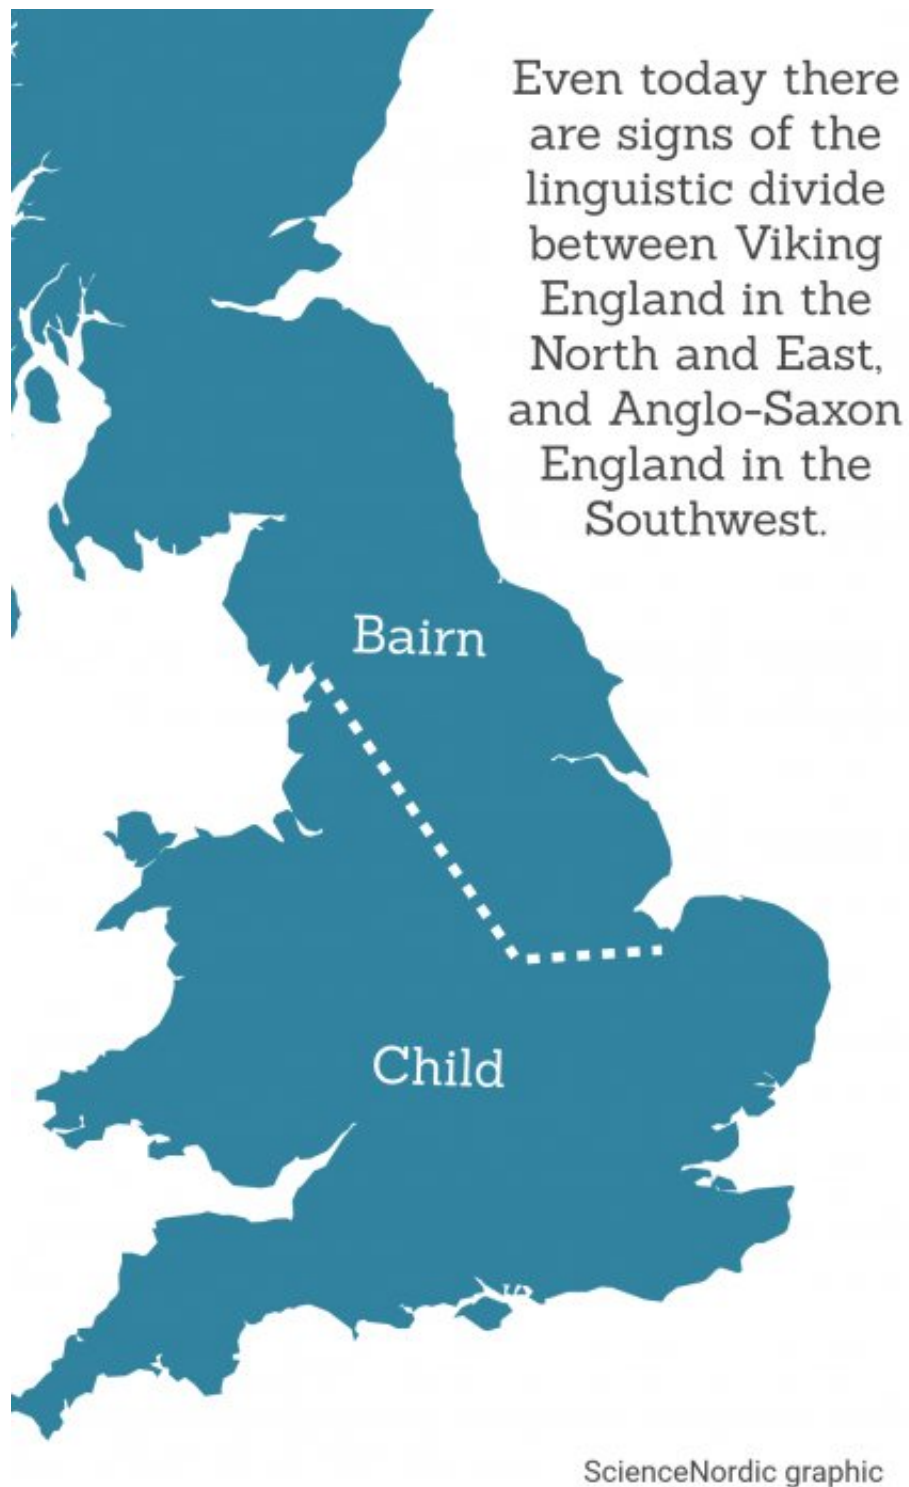 Even today there
are signs of the
linguistic divide
between Viking
England in the
North and East,
and Anglo-Saxon
England in the
Southwest.
Bairn
Child
ScienceNordic graphic